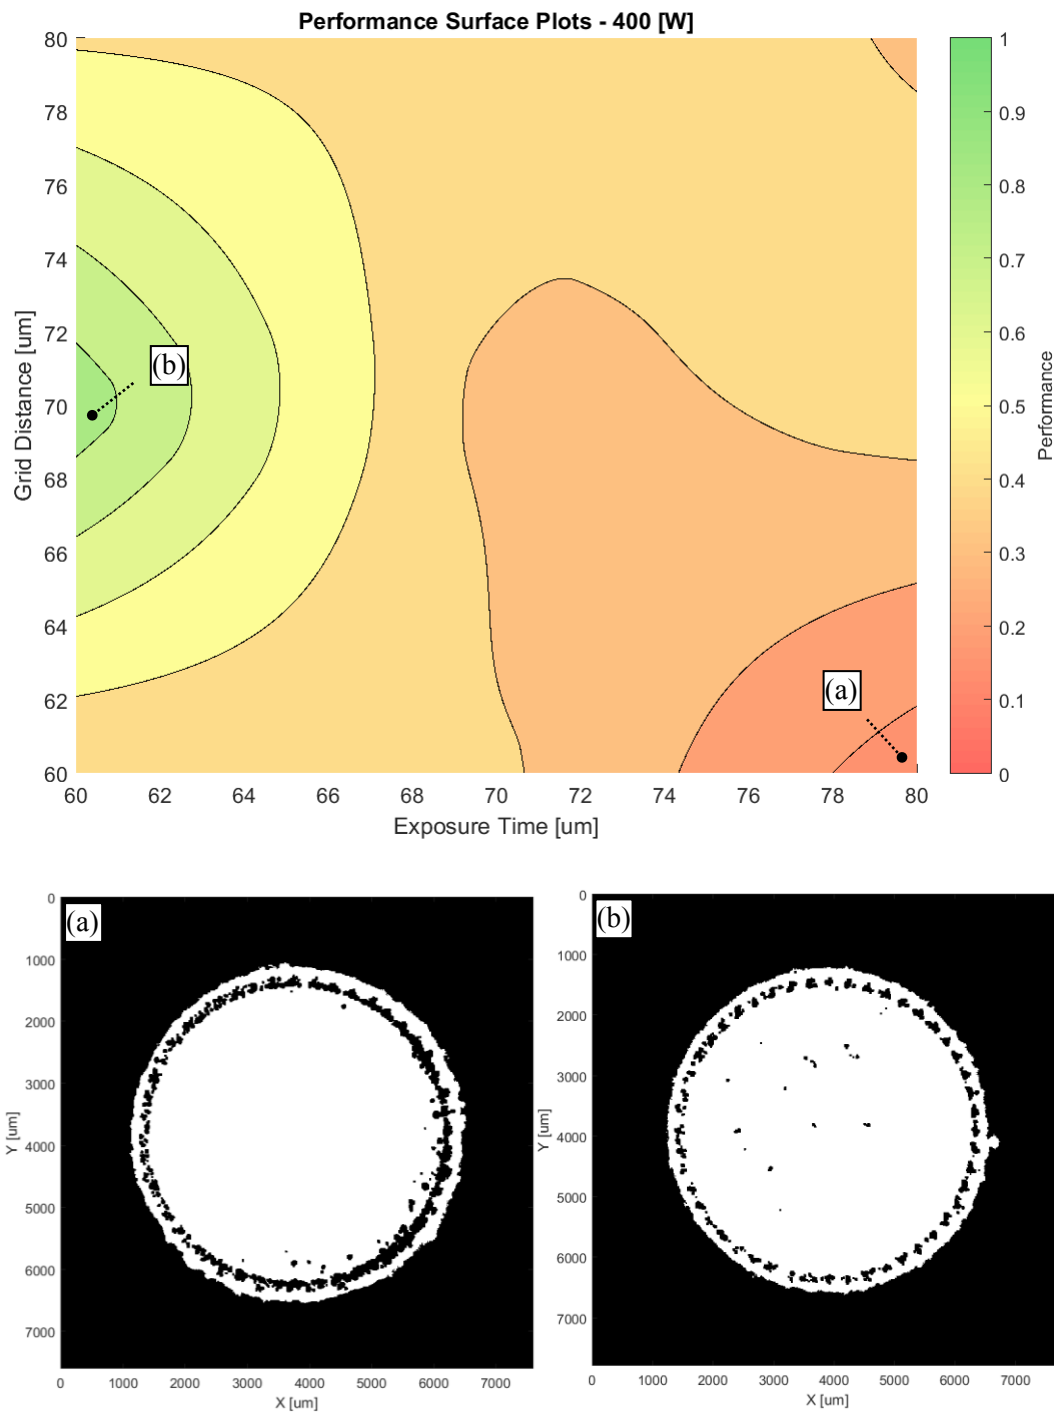 Performance Surface Plots - 400 [W]
80
78
76
74
72
70
68
66
64
62
60
Grid Distance [um]
(b)
(a)
60 62 64 66 68 70 72 74 76 78 80
Exposure Time [um]
1
0.9
0.8
0.7
0.6
0.5
0.4
0.3
0.2
0.1
0
Performance
(a)
0
1000
2000
3000
4000
5000
6000
7000
Y [um]
0 1000 2000 3000 4000 5000 6000 7000
X [um]
(b)
0
1000
2000
3000
4000
5000
6000
7000
Y [um]
0 1000 2000 3000 4000 5000 6000 7000
X [um]